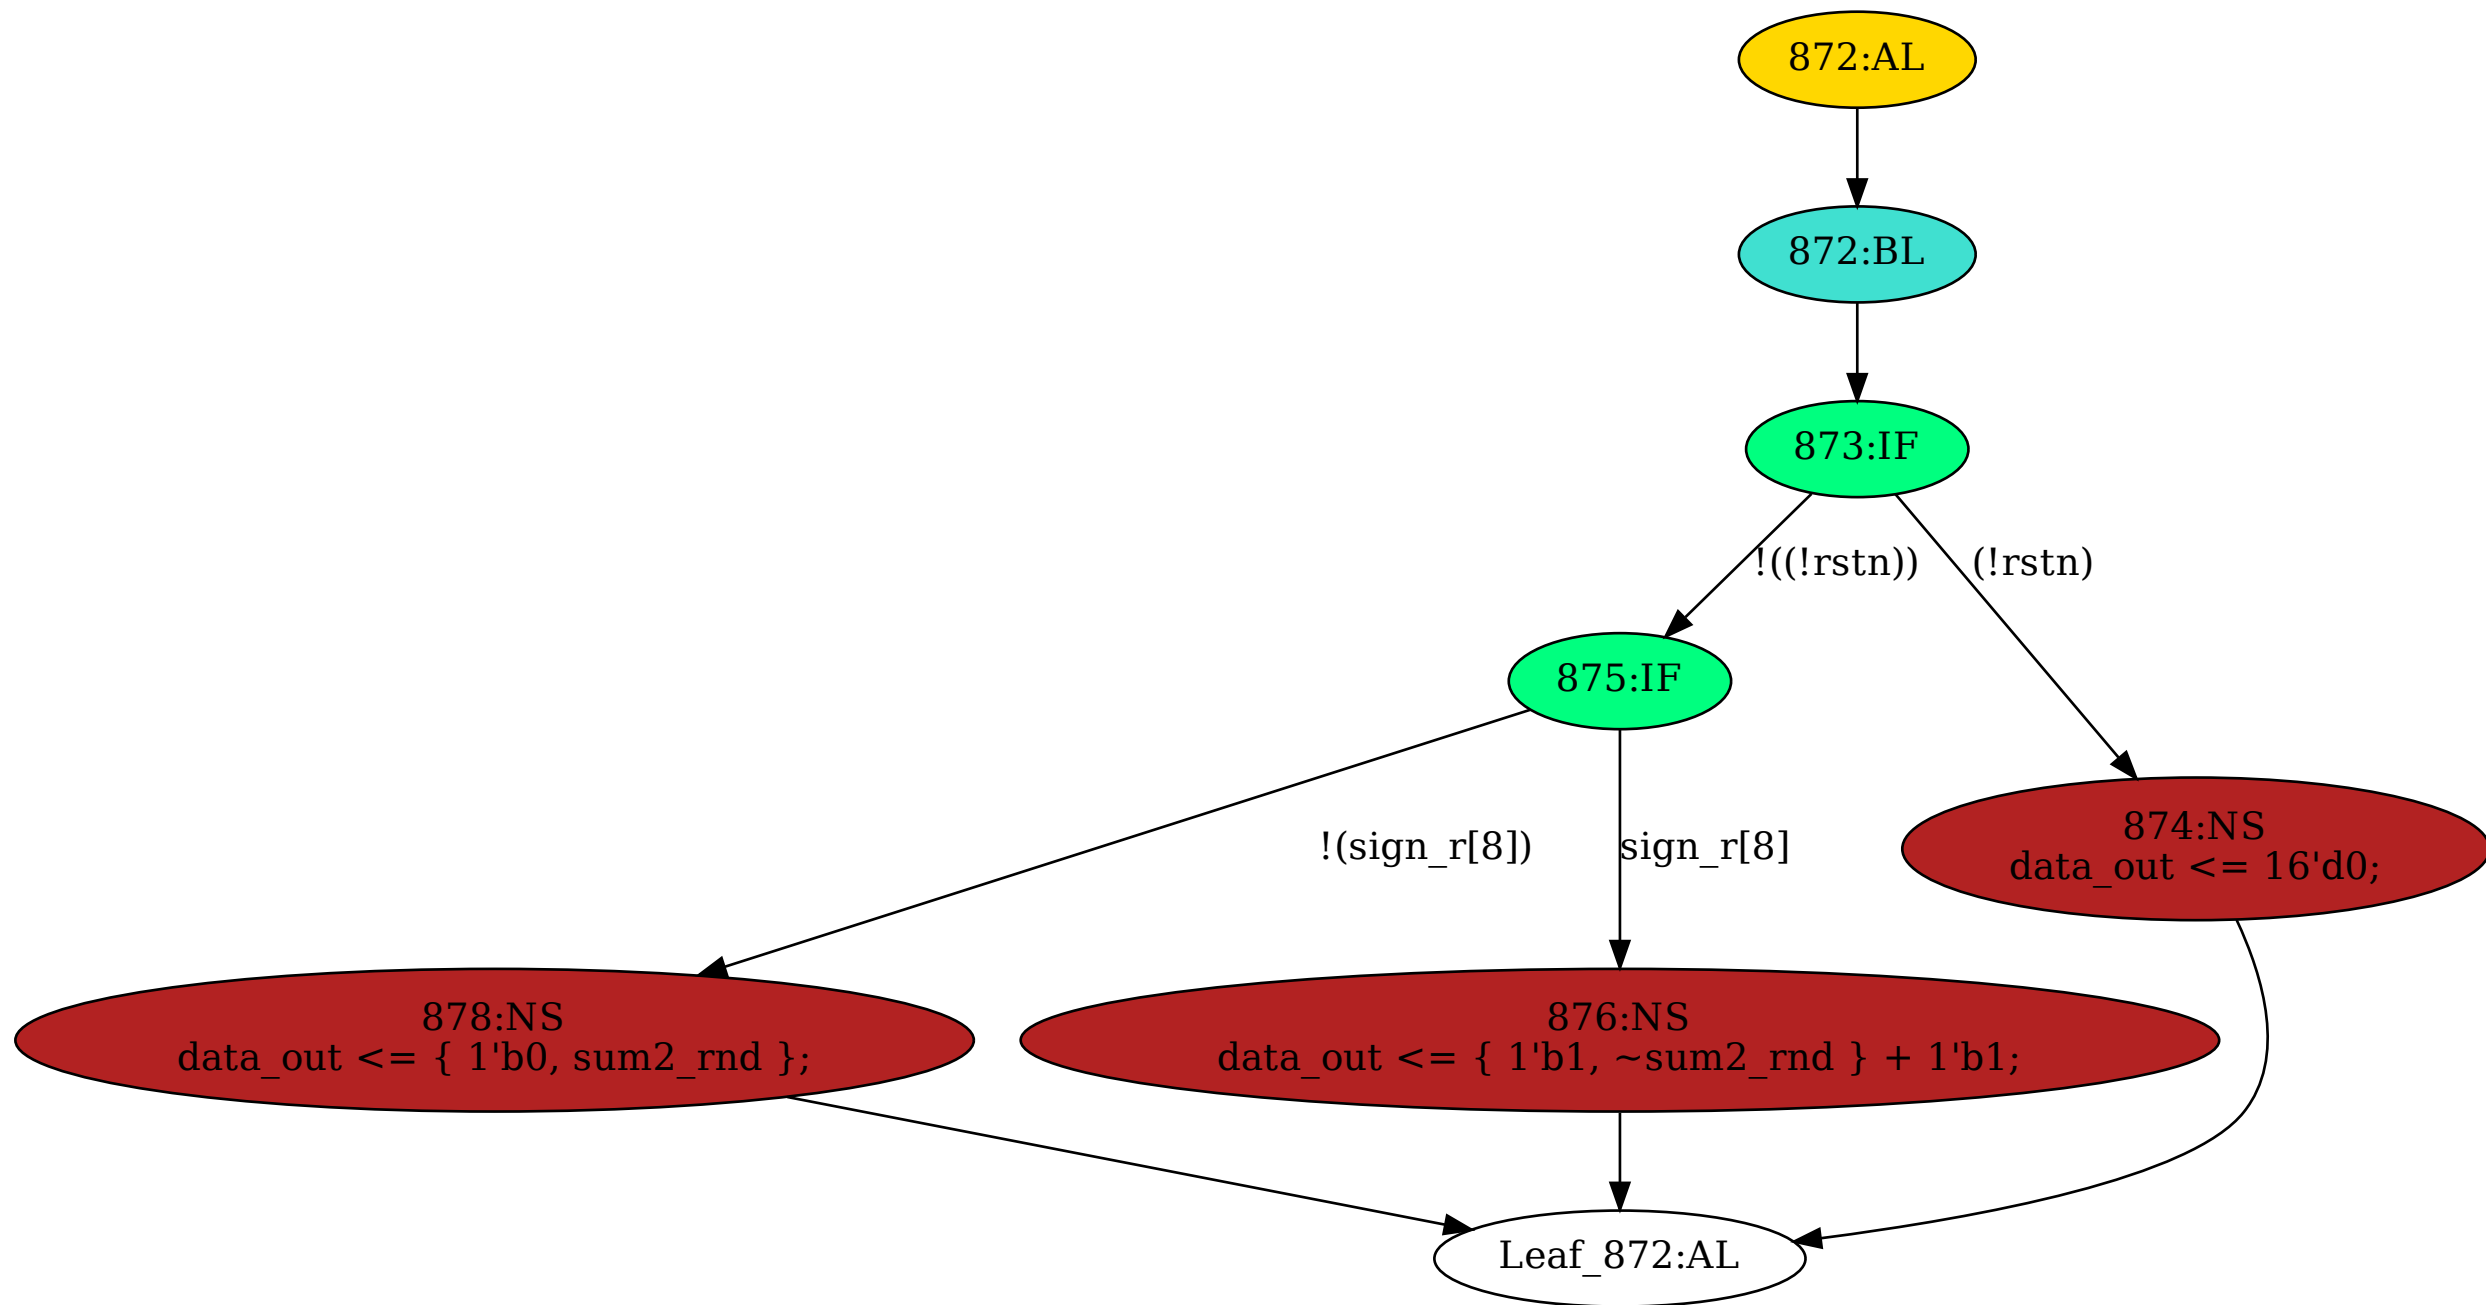 872:AL
872:BL
873:IF
!((!rstn))
(!rstn)
875:IF
!(sign_r[8])
sign_r[8]
874:NS
data_out <= 16'd0;
878:NS
data_out <= { 1'b0, sum2_rnd };
876:NS
data_out <= { 1'b1, ~sum2_rnd } + 1'b1;
Leaf_872:AL